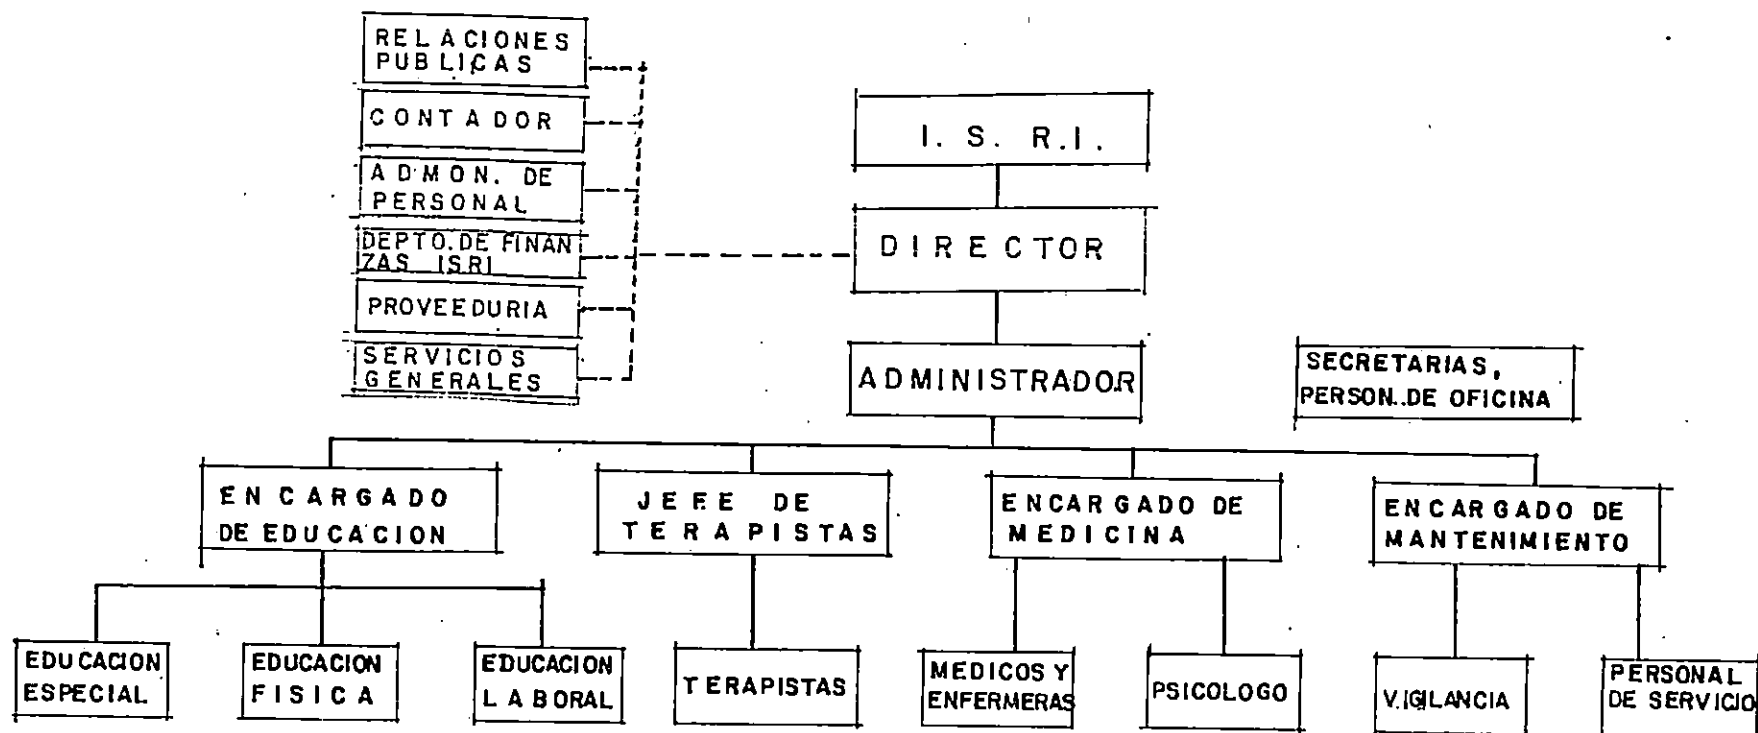 RELACIONES
PUBLICAS
CONTADOR
ADMON. DE
PERSONAL
DEPTO. DE FINAN
ZAS ISRI
PROVEEDURIA
SERVICIOS
GENERALES
I. S. R.I.
DIRECTOR
ADMINISTRADOR
SECRETARIAS,
PERSON. DE OFICINA
ENCARGADO
DE EDUCACION
JEFE DE
TERAPISTAS
ENCARGADO DE
MEDICINA
ENCARGADO DE
MANTENIMIENTO
EDUCACION
ESPECIAL
EDUCACION
FISICA
EDUCACION
LABORAL
TERAPISTAS
MEDICOS Y
ENFERMERAS
PSICOLOGO
VIGILANCIA
PERSONAL
DE SERVICIO